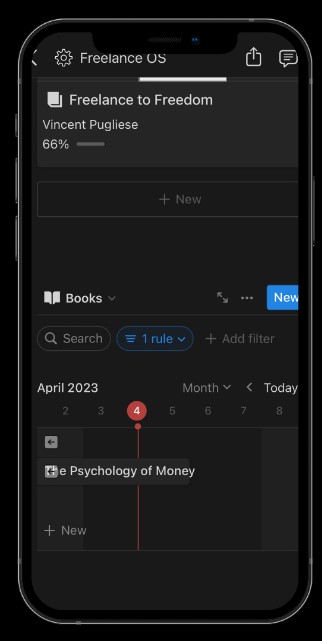 Freelance OS
Freelance to Freedom
Vincent Pugliese
66%
+ New
Books
New
Search
1 rule
+ Add filter
April 2023
Month
Today
2 3 4 5 6 7 8
The Psychology of Money
+ New